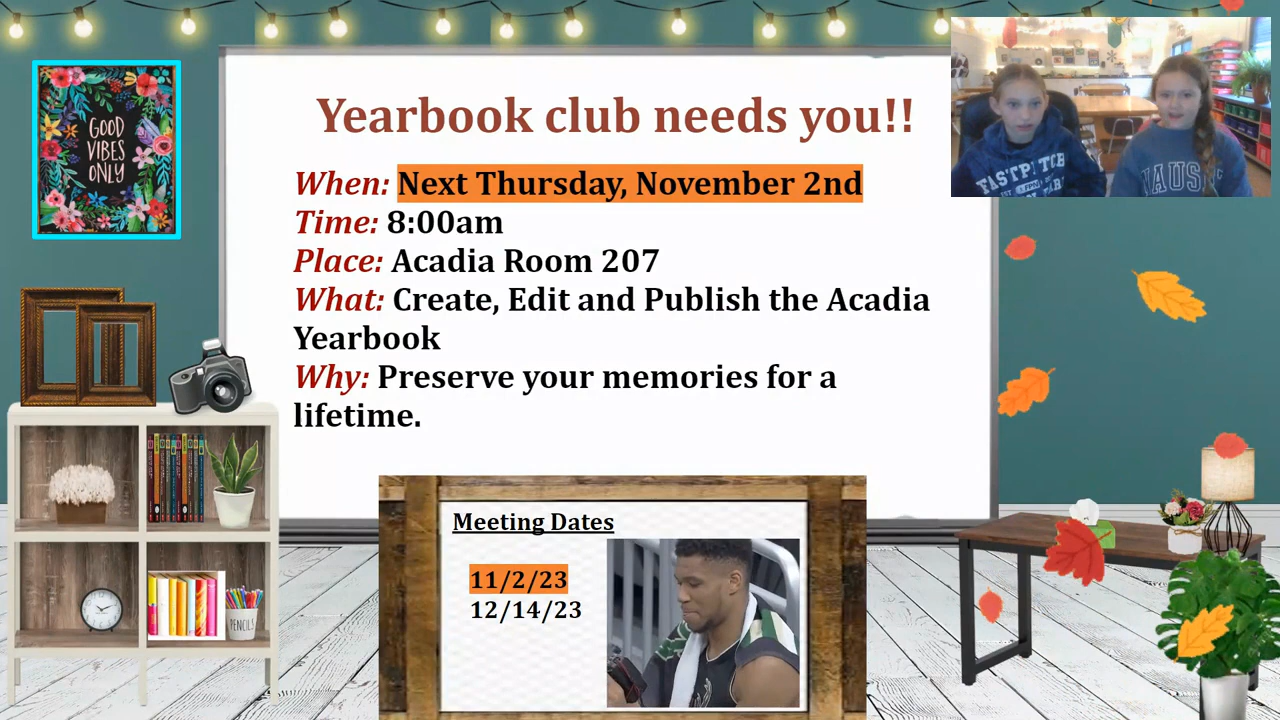 Yearbook club needs you!!
When: Next Thursday, November 2nd
Time: 8:00am
Place: Acadia Room 207
What: Create, Edit and Publish the Acadia
Yearbook
Why: Preserve your memories for a
lifetime.
Meeting Dates
11/2/23
12/14/23
GOOD
VIBES
ONLY
PENCILS
FASTPITCH